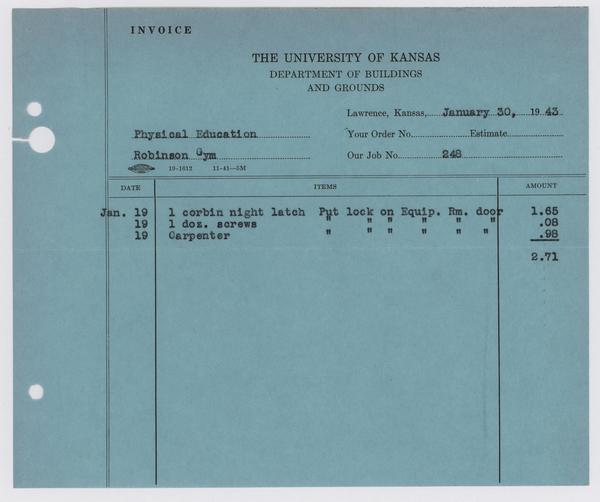 INVOICE
THE UNIVERSITY OF KANSAS
DEPARTMENT OF BUILDINGS
AND GROUNDS
Lawrence, Kansas, January 30, 1943
Physical Education Your Order No. Estimate
Robinson Gym Our Job No. 248
19-1612 11-41—5M
DATE ITEMS AMOUNT
Jan. 19 1 corbin night latch Put lock on Equip. Rm. door 1.65
19 1 doz. screws " " " " " " .08
19 Carpenter " " " " " " .98
2.71